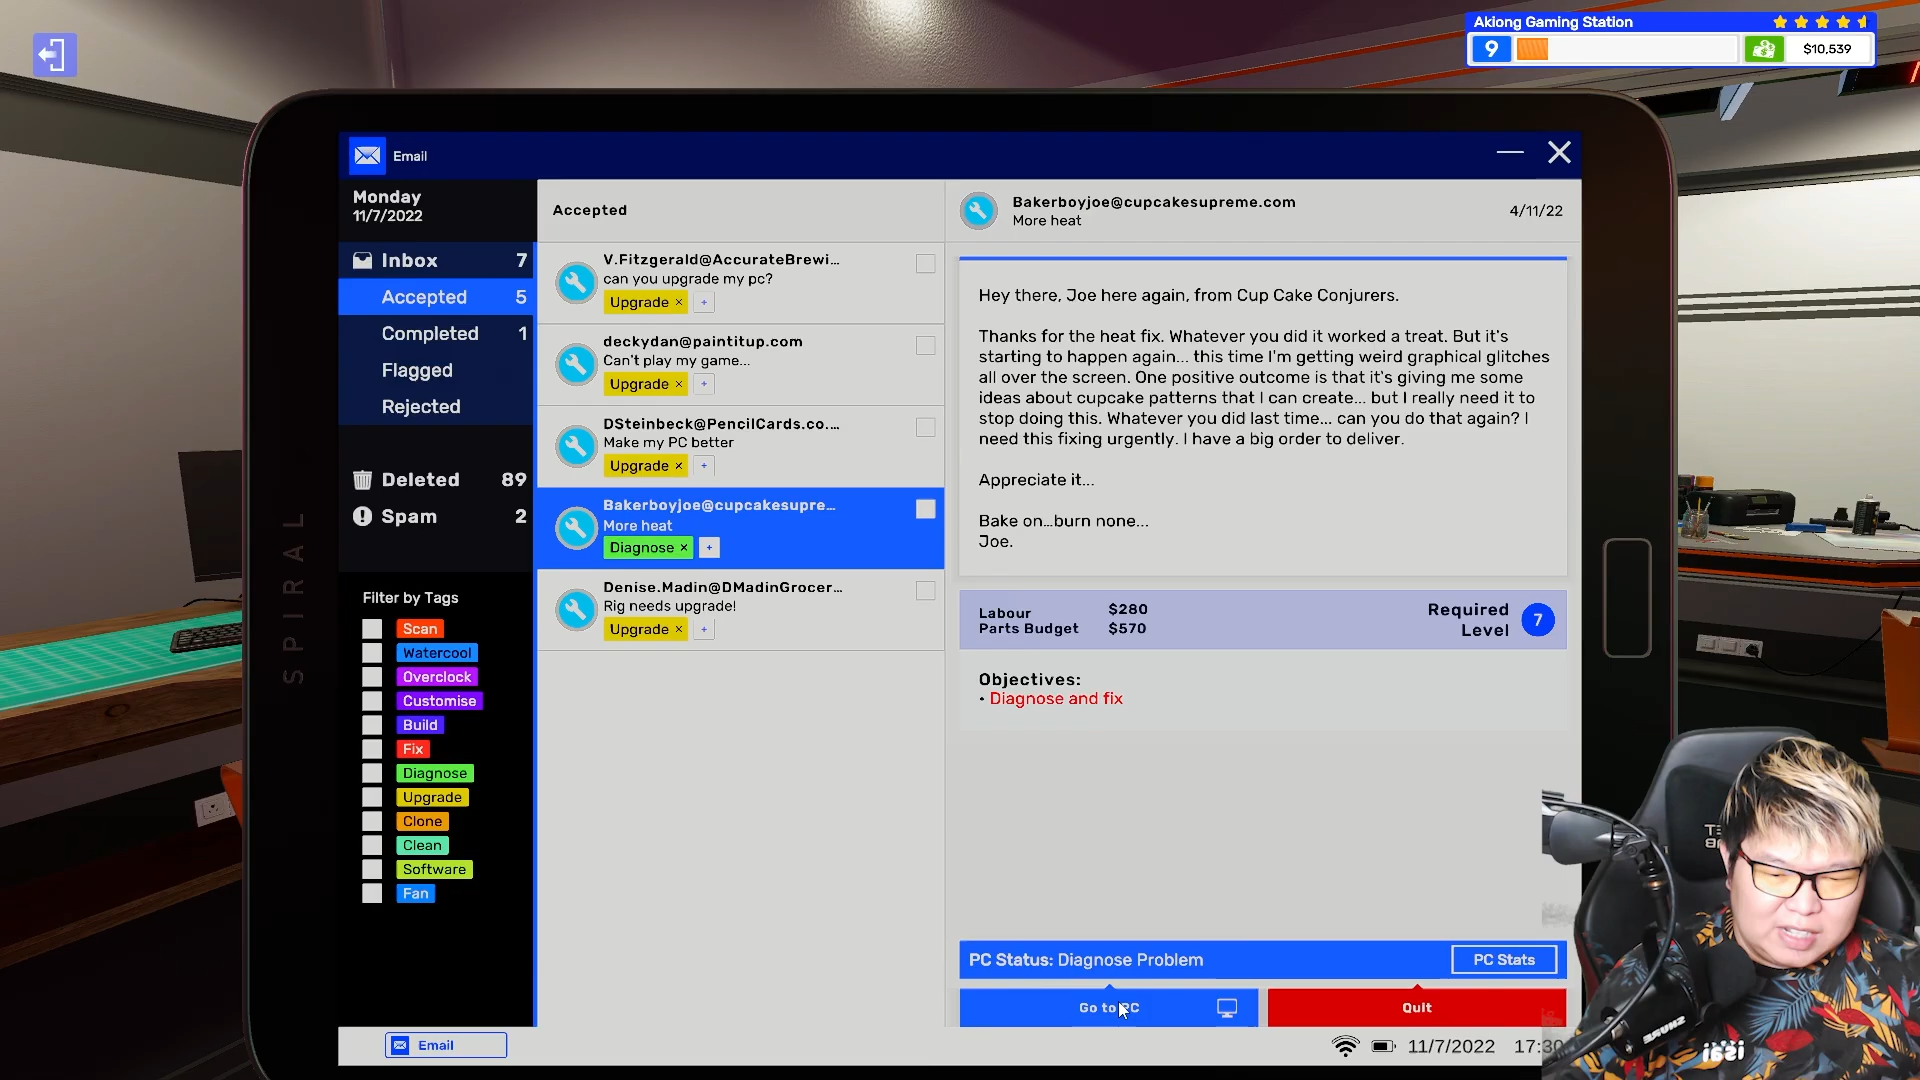 Akiong Gaming Station
9
$10,539
Email
Monday
11/7/2022
Inbox 7
Accepted 5
Completed 1
Flagged
Rejected
Deleted 89
Spam 2
Filter by Tags
Scan
Watercool
Overclock
Customise
Build
Fix
Diagnose
Upgrade
Clone
Clean
Software
Fan
Accepted
V.Fitzgerald@AccurateBrewi...
can you upgrade my pc?
Upgrade × +
deckydan@paintitup.com
Can't play my game...
Upgrade × +
DSteinbeck@PencilCards.co....
Make my PC better
Upgrade × +
Bakerboyjoe@cupcakesupre...
More heat
Diagnose × +
Denise.Madin@DMadinGrocer...
Rig needs upgrade!
Upgrade × +
Bakerboyjoe@cupcakesupreme.com
More heat
4/11/22
Hey there, Joe here again, from Cup Cake Conjurers.
Thanks for the heat fix. Whatever you did it worked a treat. But it's
starting to happen again... this time I'm getting weird graphical glitches
all over the screen. One positive outcome is that it's giving me some
ideas about cupcake patterns that I can create... but I really need it to
stop doing this. Whatever you did last time... can you do that again? I
need this fixing urgently. I have a big order to deliver.
Appreciate it...
Bake on...burn none...
Joe.
Labour $280
Parts Budget $570
Required
Level
7
Objectives:
• Diagnose and fix
PC Status: Diagnose Problem
PC Stats
Go to PC
Quit
Email
11/7/2022 17:30
SPIRAL
SHURE